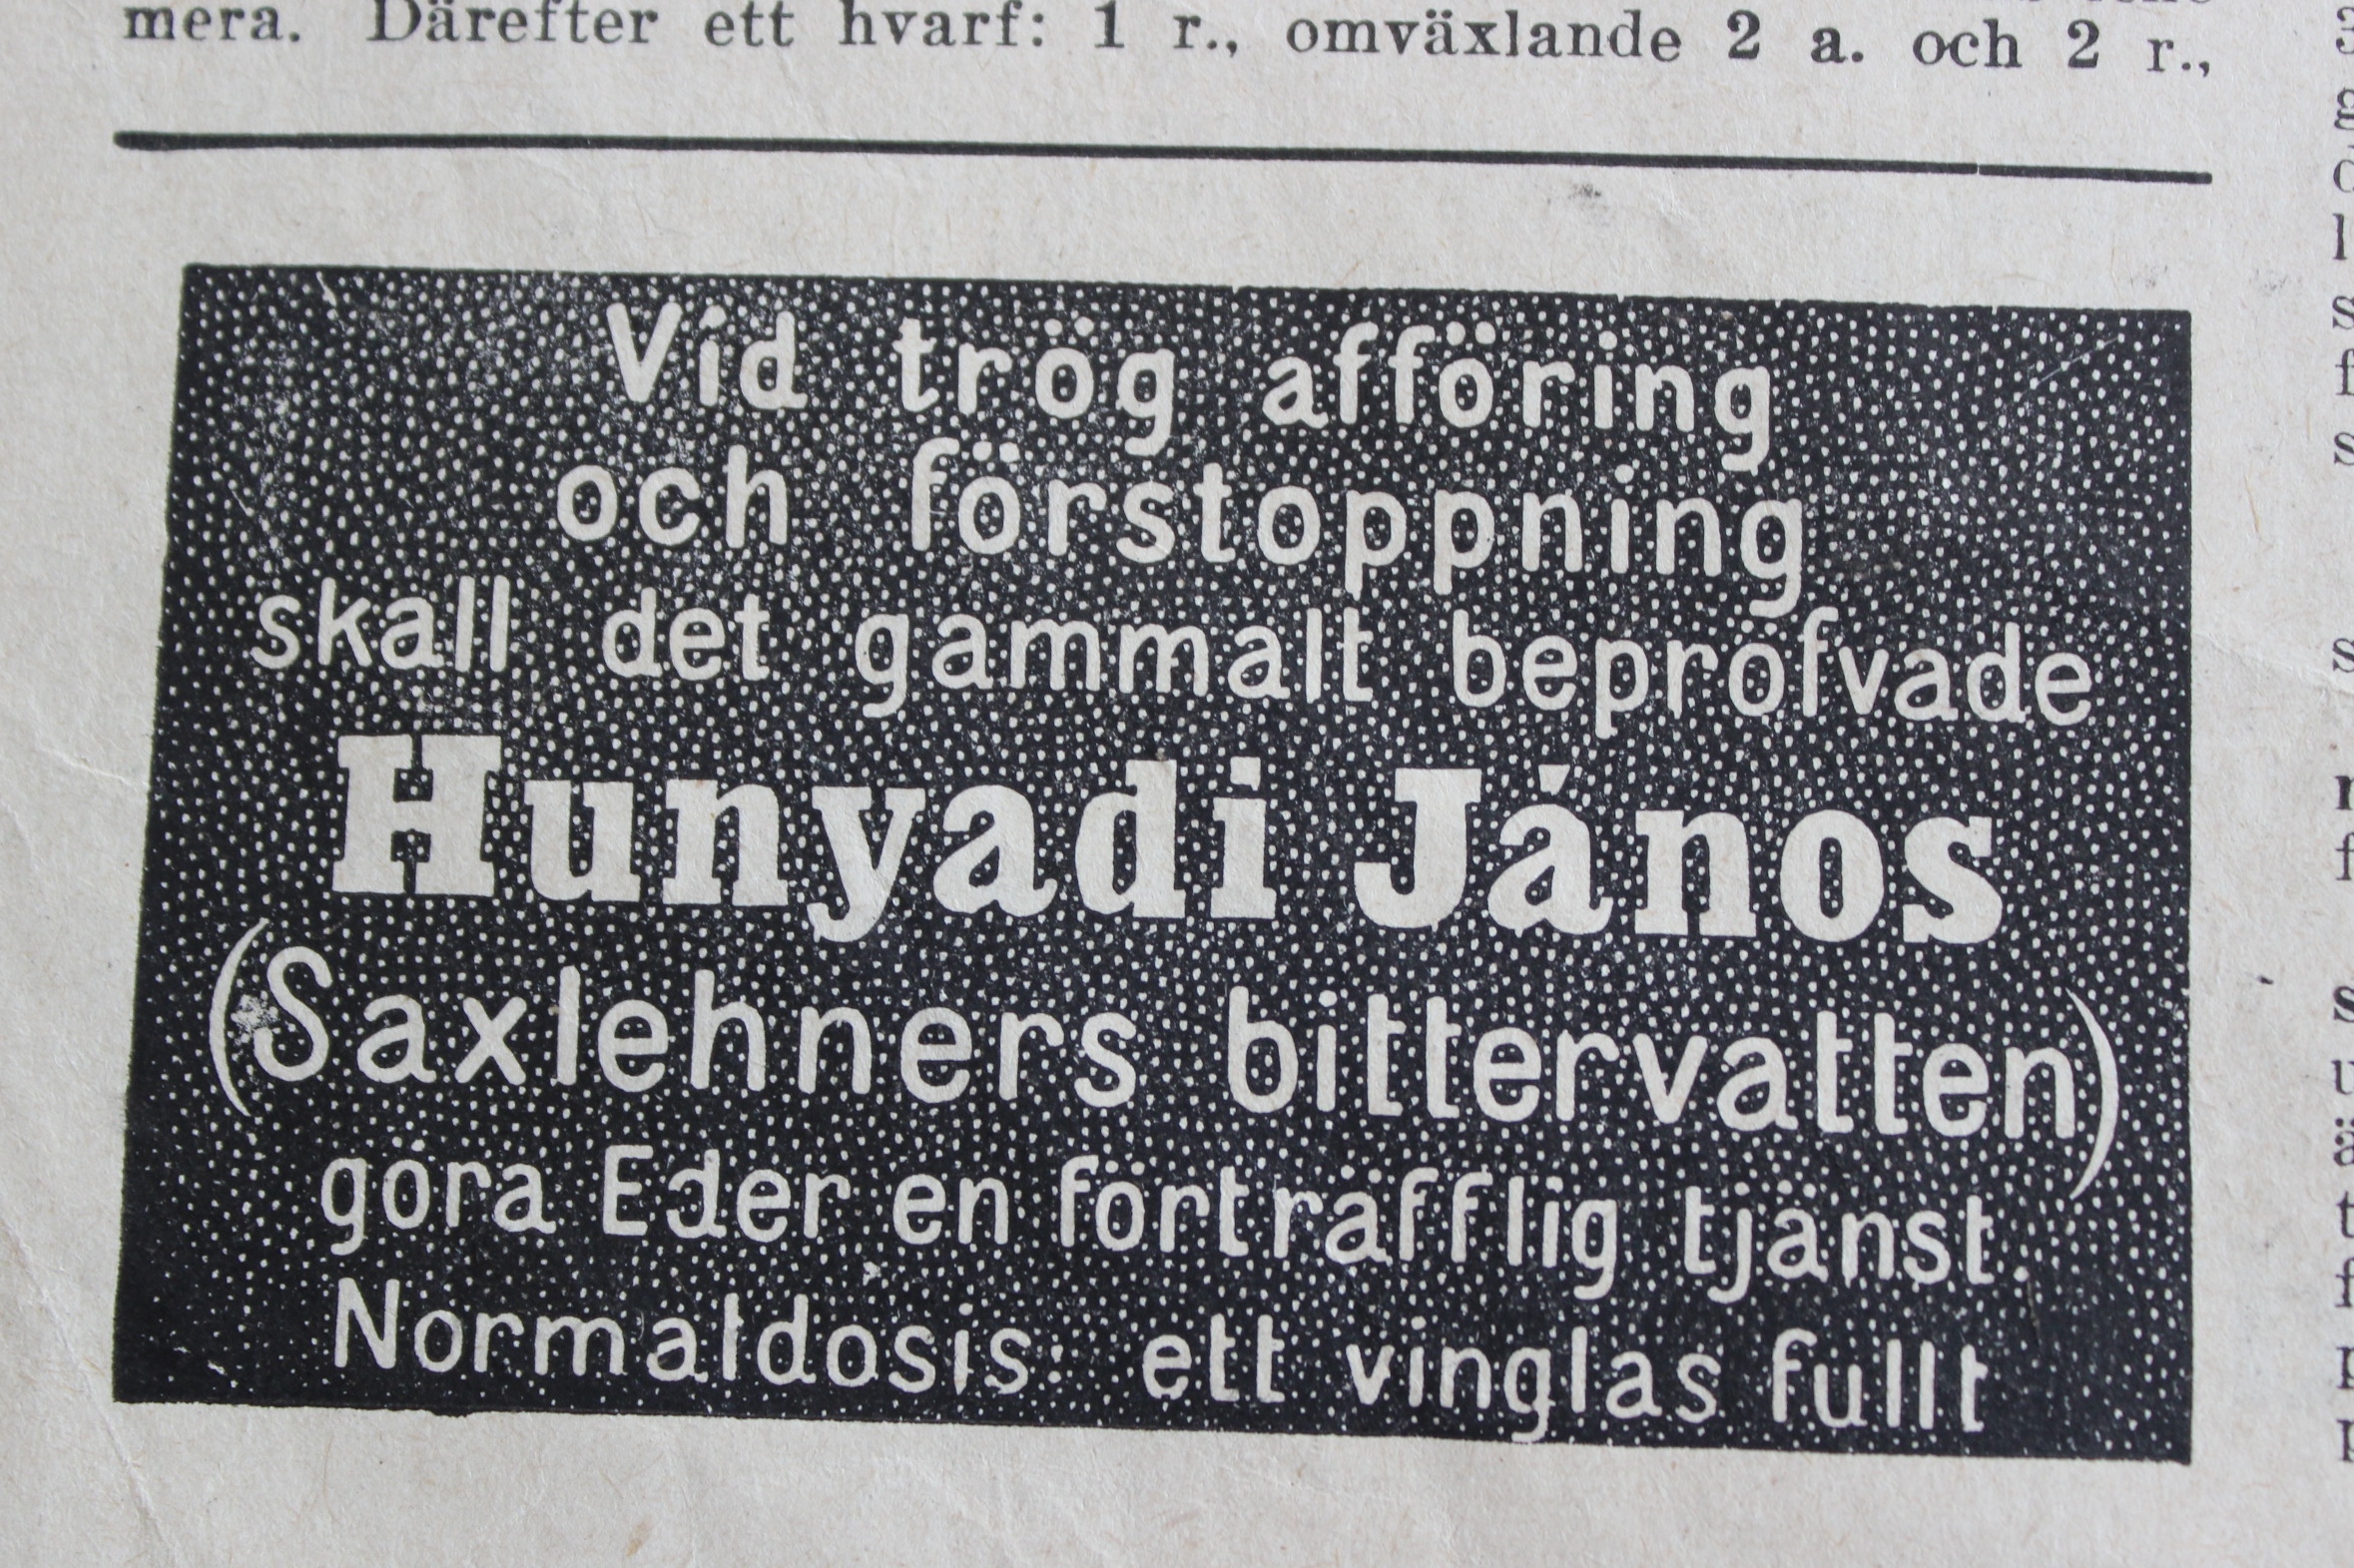 mera. Därefter ett hvarf: 1 r., omväxlande 2 a. och 2 r.,
Vid trög afföring
och förstoppning
skall det gammalt bepröfvade
Hunyadi János
(Saxlehners bittervatten)
göra Eder en förträfflig tjänst.
Normaldosis: ett vinglas fullt